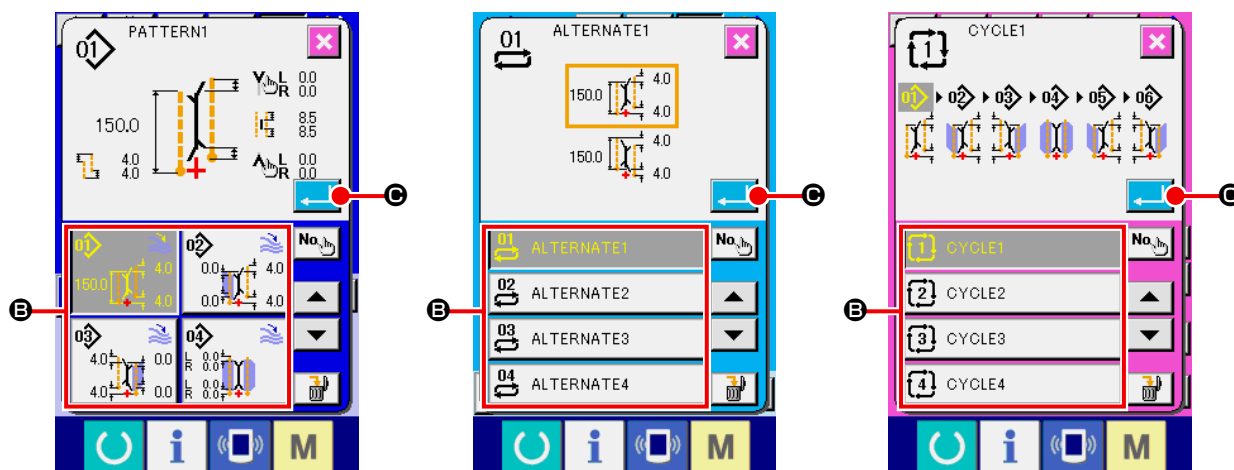 01 PATTERN1
150.0
4.0
4.0
L 0.0
R 0.0
8.5
8.5
L 0.0
R 0.0
C
B
01
150.0
4.0
4.0
02
0.0
4.0
0.0
4.0
03
4.0
0.0
4.0
0.0
04
L 0.0
R 0.0
L 0.0
R 0.0
No.
i
M
01 ALTERNATE1
150.0
4.0
4.0
150.0
4.0
4.0
C
B
01 ALTERNATE1
02 ALTERNATE2
03 ALTERNATE3
04 ALTERNATE4
No.
i
M
1 CYCLE1
01 02 03 04 05 06
C
B
1 CYCLE1
2 CYCLE2
3 CYCLE3
4 CYCLE4
No.
i
M